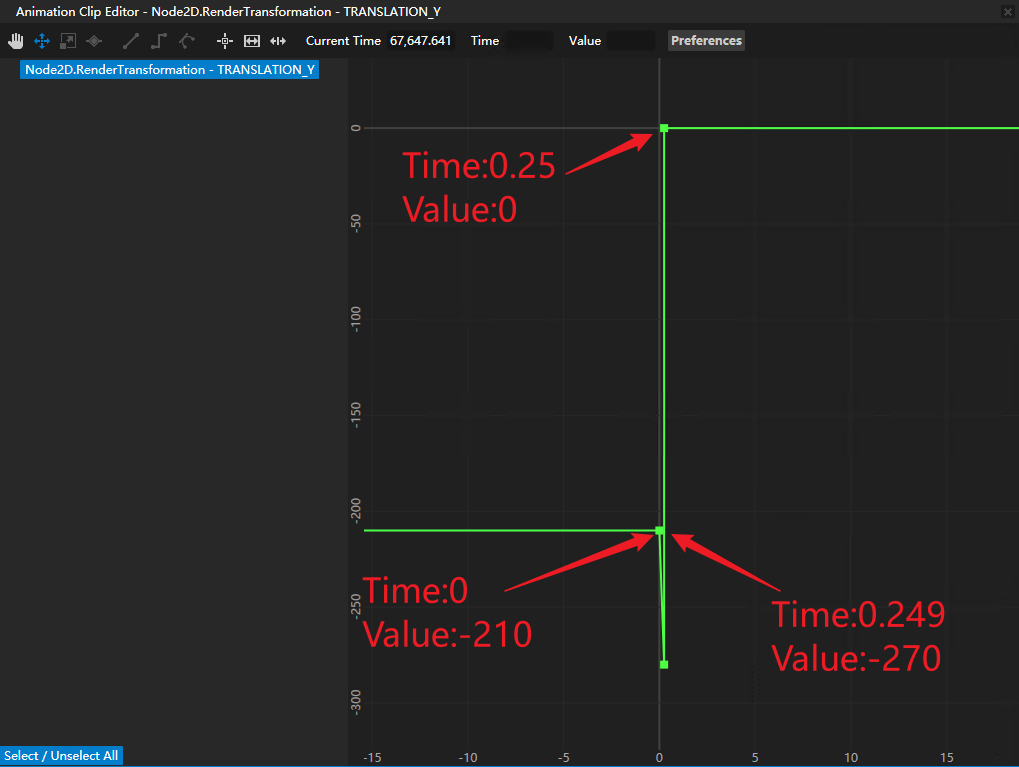 Animation Clip Editor - Node2D.RenderTransformation - TRANSLATION_Y
Current Time 67,647.641 Time Value Preferences
Node2D.RenderTransformation - TRANSLATION_Y
0
Time:0.25
Value:0
-50
-100
-150
-200
Time:0
Value:-210
-250
Time:0.249
Value:-270
-300
Select / Unselect All
-15 -10 -5 0 5 10 15